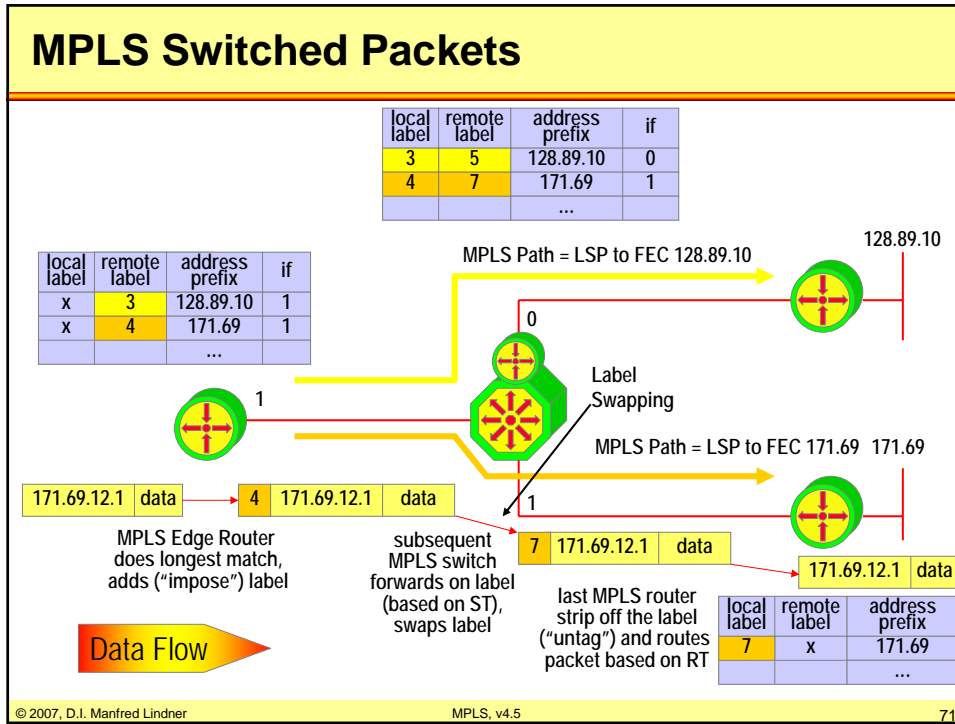 MPLS Switched Packets
local label remote label address prefix if
3 5 128.89.10 0
4 7 171.69 1
...
128.89.10
MPLS Path = LSP to FEC 128.89.10
local label remote label address prefix if
x 3 128.89.10 1
x 4 171.69 1
...
0
1
Label
Swapping
MPLS Path = LSP to FEC 171.69 171.69
1
171.69.12.1 data
4 171.69.12.1 data
7 171.69.12.1 data
171.69.12.1 data
MPLS Edge Router
does longest match,
adds (“impose”) label
subsequent
MPLS switch
forwards on label
(based on ST),
swaps label
last MPLS router
strip off the label
(“untag”) and routes
packet based on RT
local label remote label address prefix
7 x 171.69
...
Data Flow
© 2007, D.I. Manfred Lindner
MPLS, v4.5
71